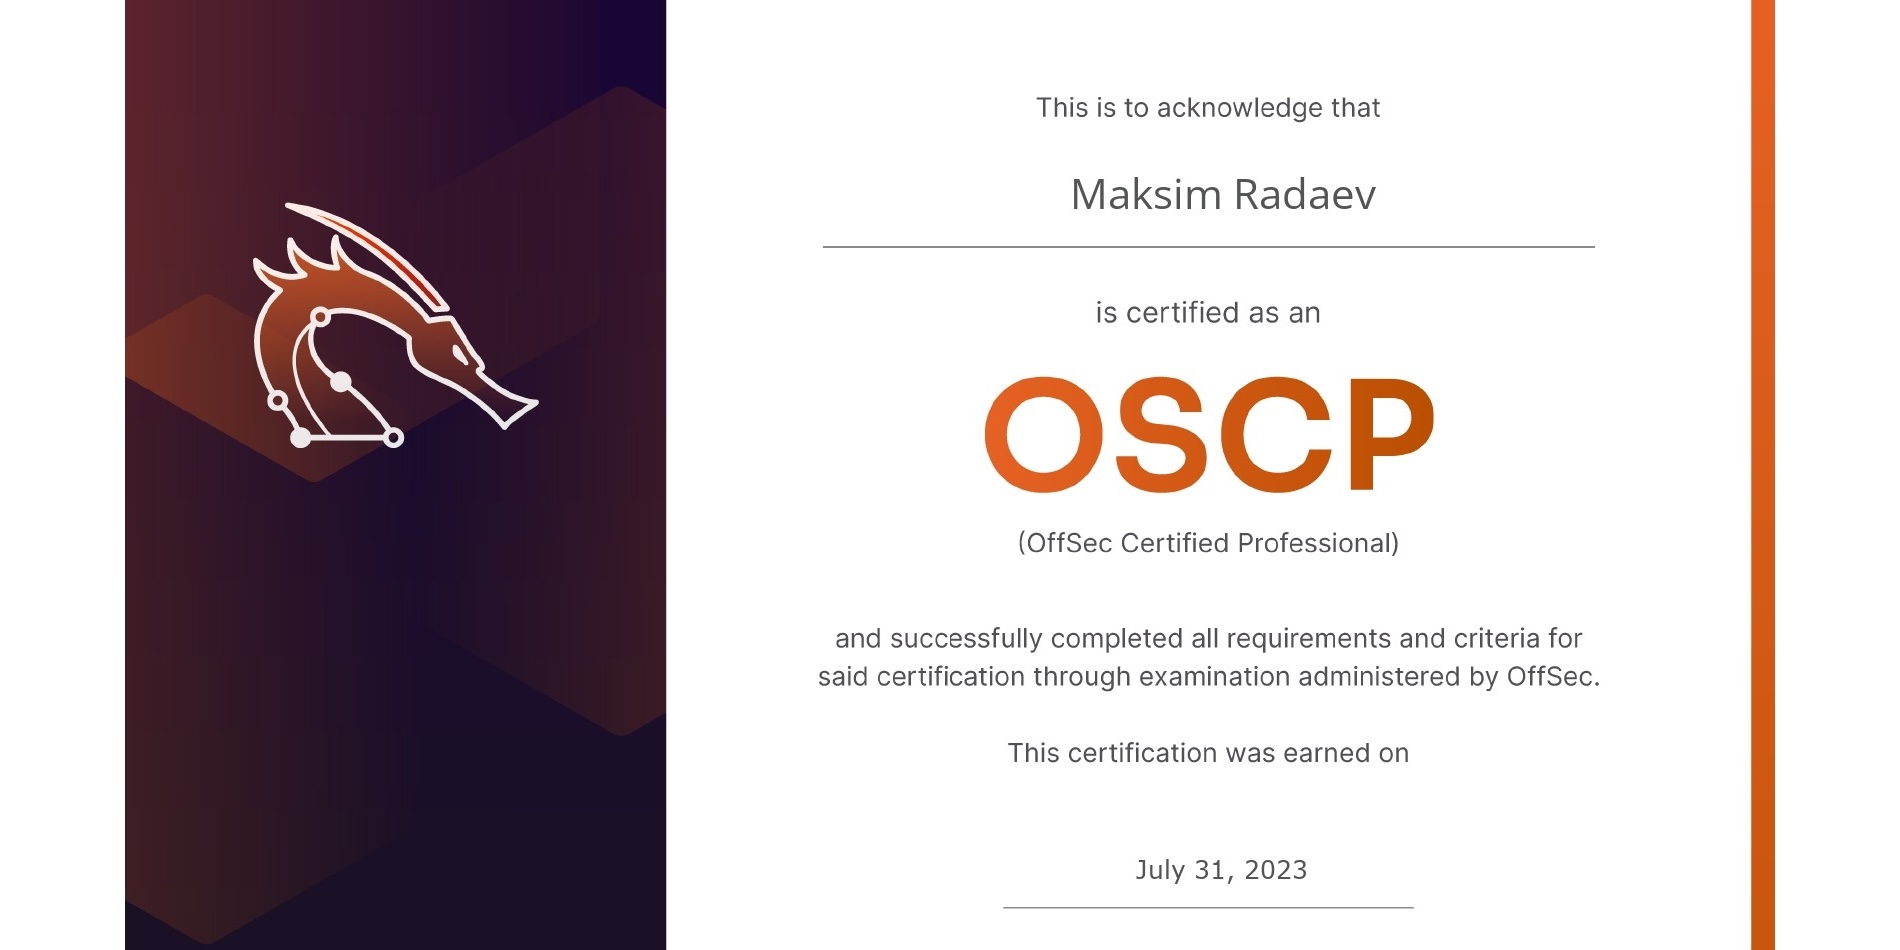 This is to acknowledge that
Maksim Radaev
is certified as an
OSCP
(OffSec Certified Professional)
and successfully completed all requirements and criteria for
said certification through examination administered by OffSec.
This certification was earned on
July 31, 2023